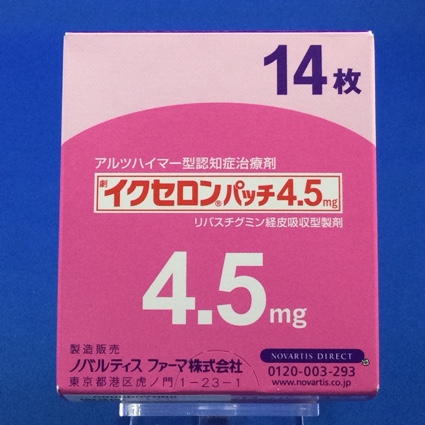 14枚
アルツハイマー型認知症治療剤
劇 イクセロン®パッチ4.5mg
リバスチグミン経皮吸収型製剤
4.5mg
製造販売
ノバルティス ファーマ株式会社
東京都港区虎ノ門1-23-1
NOVARTIS DIRECT
0120-003-293
www.novartis.co.jp